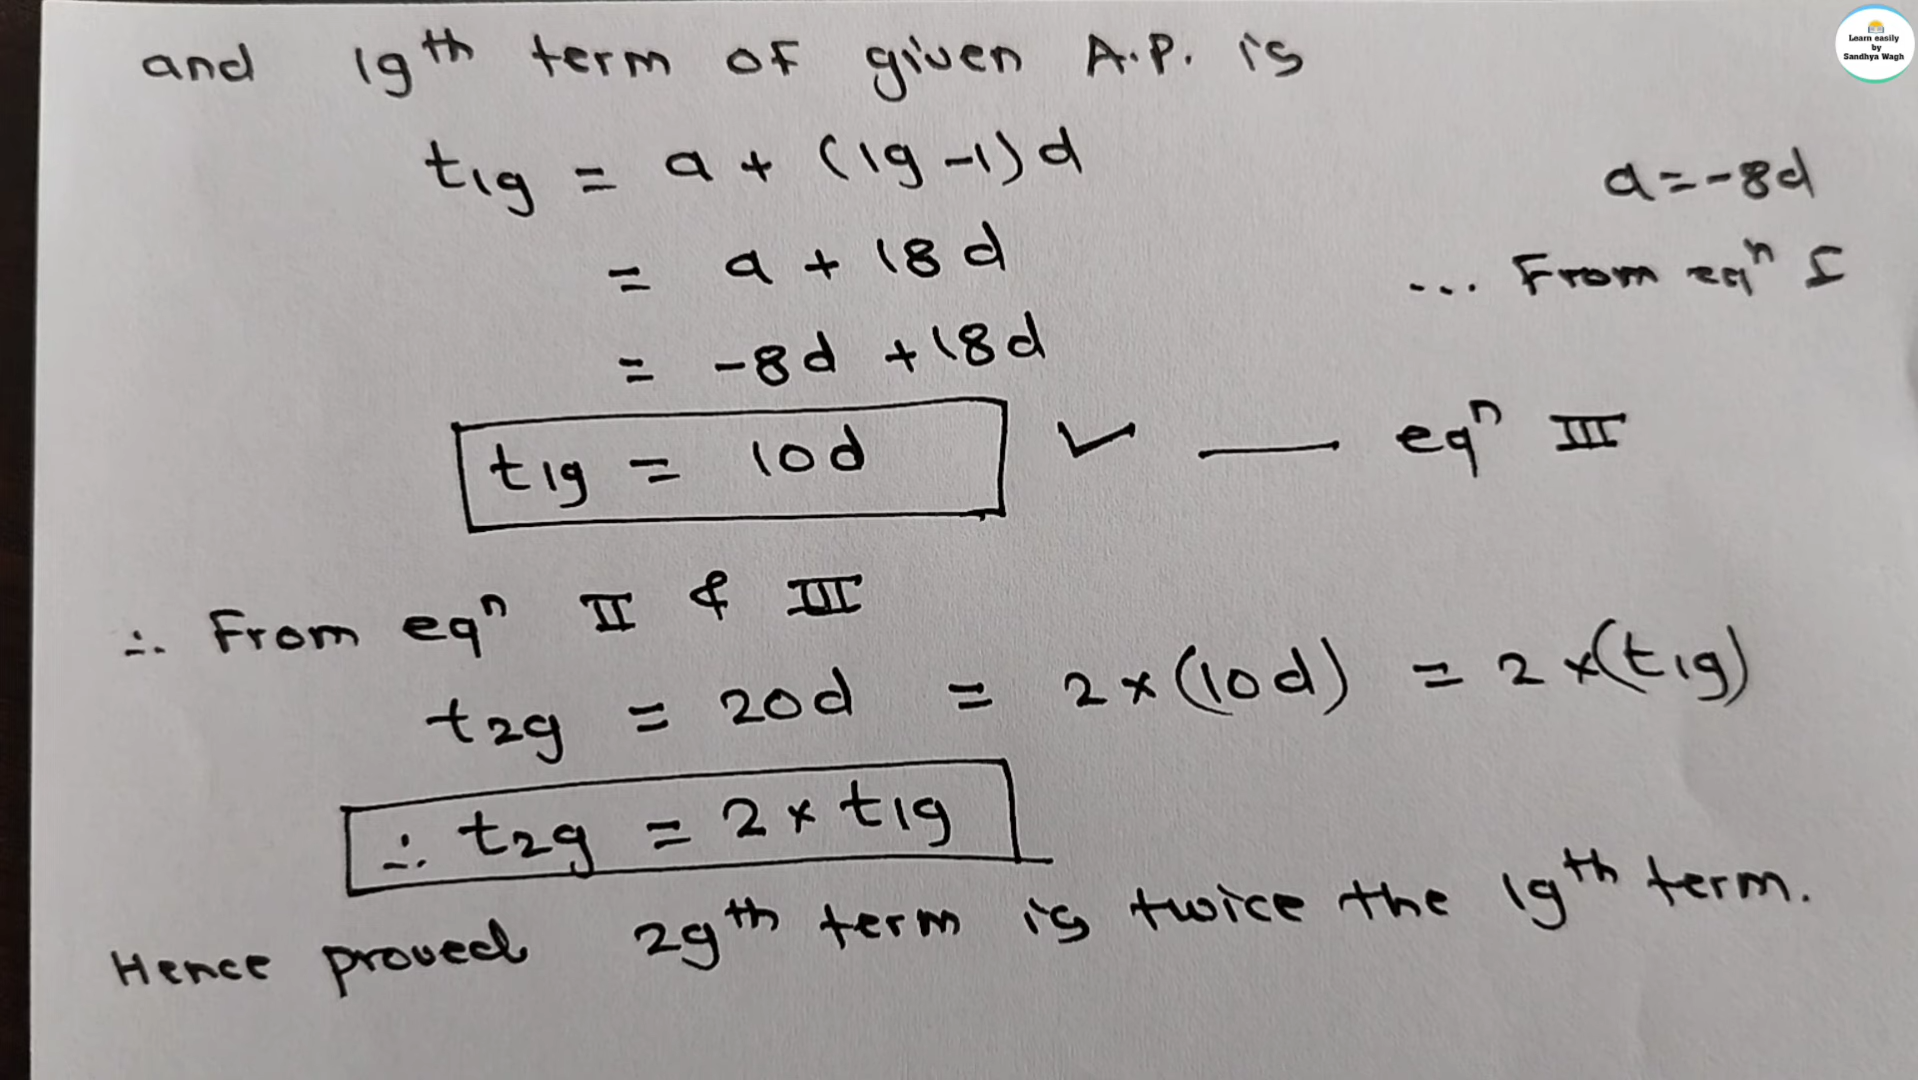 Learn easily
by
Sandhya Wagh
and 19th term of given A.P. is
t19 = a + (19-1)d
a=-8d
= a + 18d
... From eqn I
= -8d +18d
t19 = 10d ✓ — eqn III
∴ From eqn II & III
t29 = 20d = 2×(10d) = 2×(t19)
∴ t29 = 2 × t19
Hence proved 29th term is twice the 19th term.